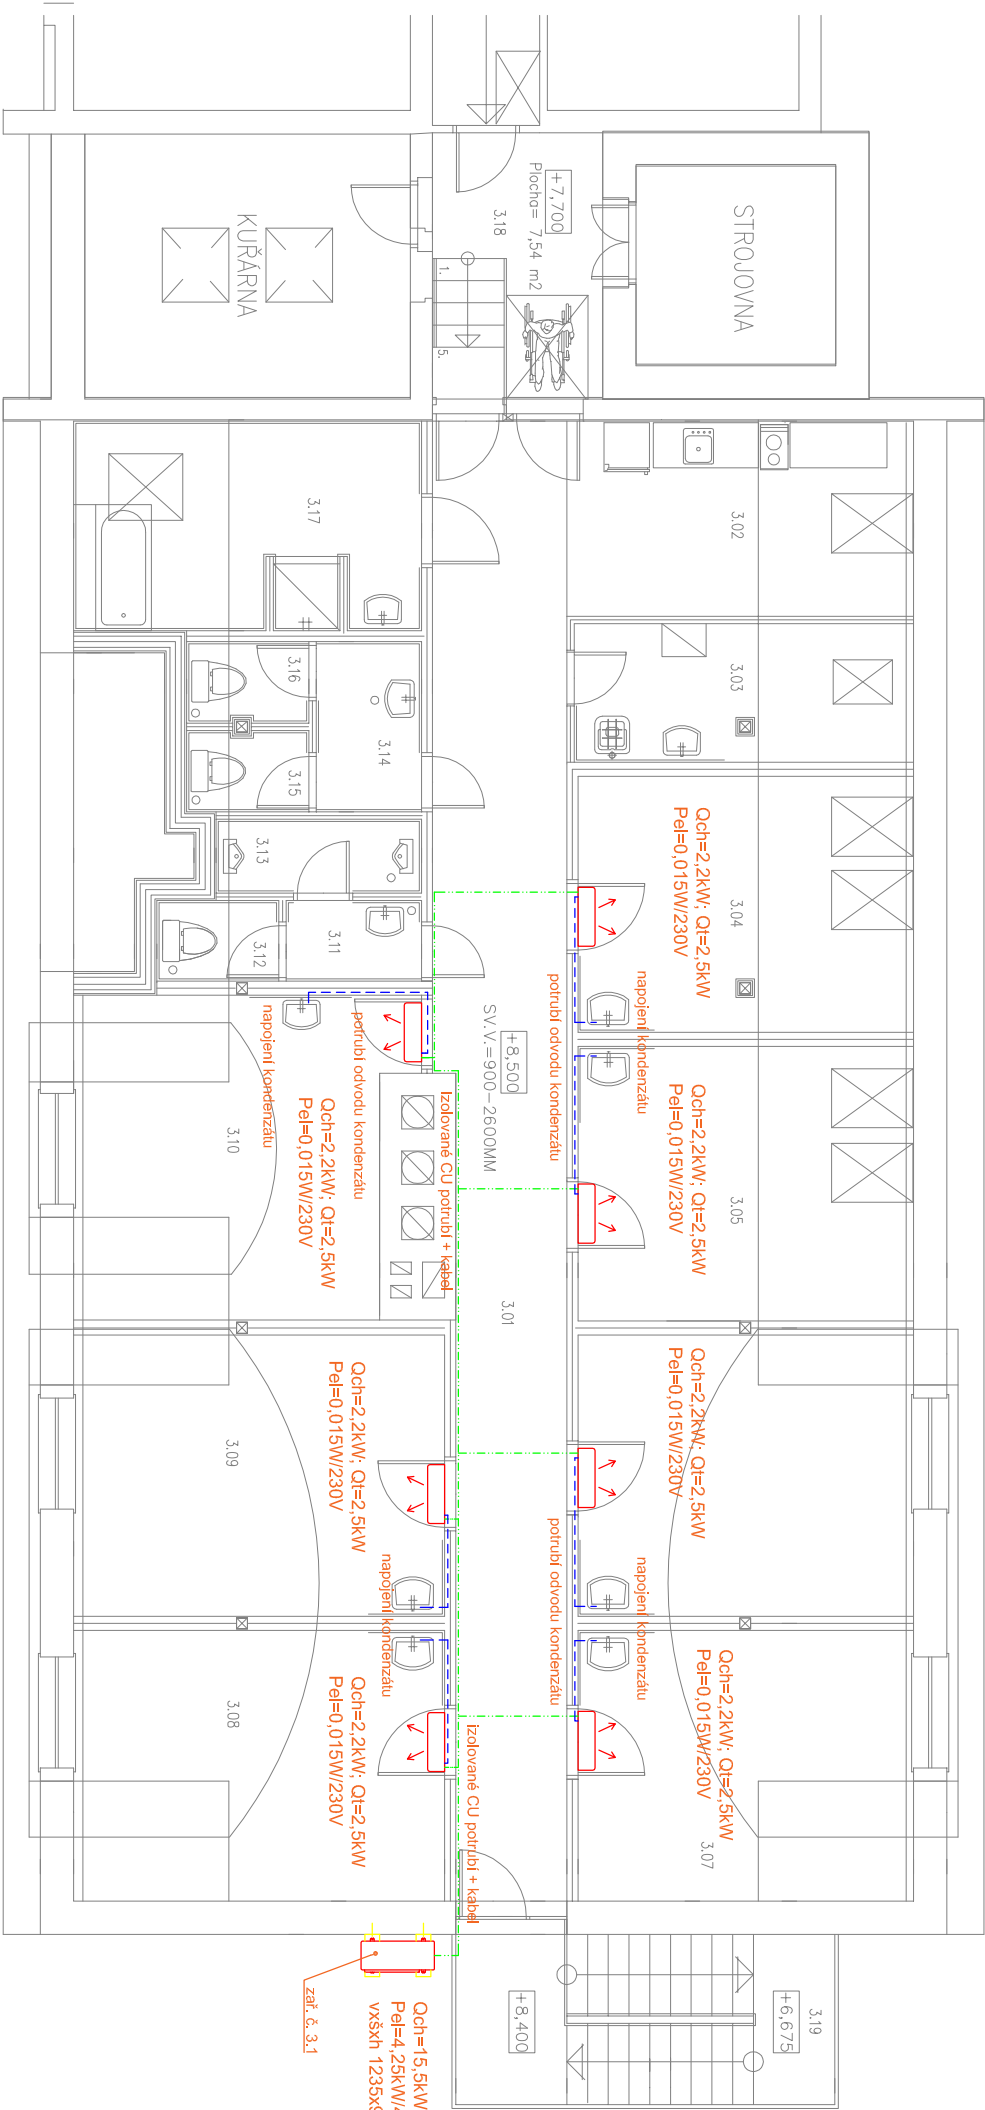 STROJOVNA
+7,700
Plocha= 7,54 m2
3.18
1.
5.
KUŘÁRNA
3.02
3.17
3.03
3.16
3.14
3.15
3.13
3.04
Qch=2,2kW; Qt=2,5kW
Pel=0,015W/230V
napojení kondenzátu
potrubí odvodu kondenzátu
3.11
3.12
+8,500
SV.V.=900-2600MM
3.05
Qch=2,2kW; Qt=2,5kW
Pel=0,015W/230V
Izolované CU potrubí + kabel
potrubí odvodu kondenzátu
Qch=2,2kW; Qt=2,5kW
Pel=0,015W/230V
napojení kondenzátu
3.10
3.01
Qch=2,2kW; Qt=2,5kW
Pel=0,015W/230V
Qch=2,2kW; Qt=2,5kW
Pel=0,015W/230V
3.09
napojení kondenzátu
potrubí odvodu kondenzátu
napojení kondenzátu
Qch=2,2kW; Qt=2,5kW
Pel=0,015W/230V
3.07
Qch=2,2kW; Qt=2,5kW
Pel=0,015W/230V
3.08
izolované CU potrubí + kabel
3.19
+6,675
+8,400
Qch=15,5kW
Pel=4,25kW/
vxšxh 1235x
zař. č. 3.1